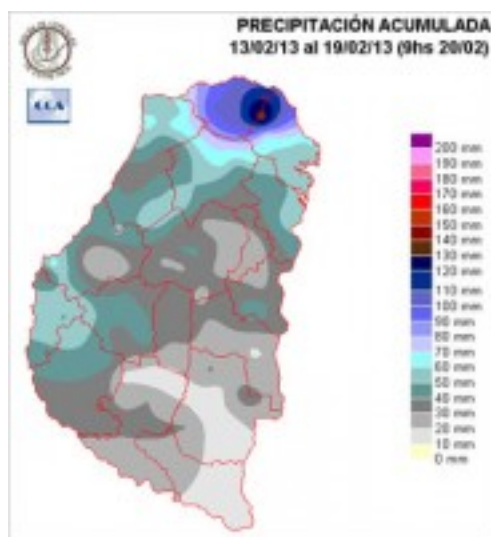 PRECIPITACIÓN ACUMULADA
13/02/13 al 19/02/13 (9hs 20/02)
CCA
200 mm
190 mm
180 mm
170 mm
160 mm
150 mm
140 mm
130 mm
120 mm
110 mm
100 mm
90 mm
80 mm
70 mm
60 mm
50 mm
40 mm
30 mm
20 mm
10 mm
0 mm